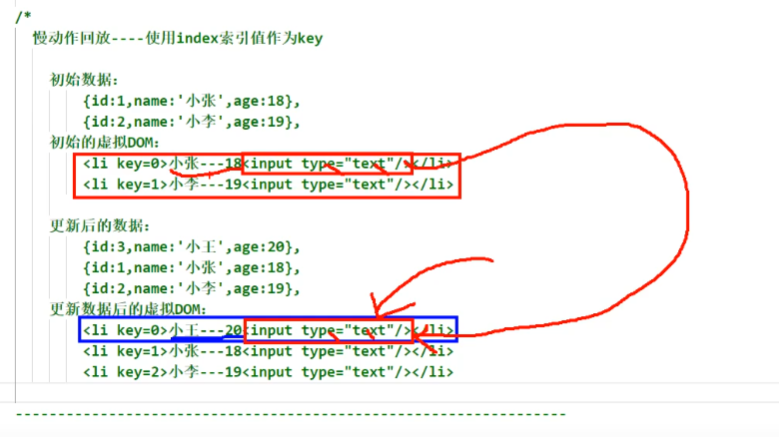 /*
慢动作回放----使用index索引值作为key
初始数据：
{id:1,name:'小张',age:18},
{id:2,name:'小李',age:19},
初始的虚拟DOM：
<li key=0>小张---18<input type="text"/></li>
<li key=1>小李---19<input type="text"/></li>
更新后的数据：
{id:3,name:'小王',age:20},
{id:1,name:'小张',age:18},
{id:2,name:'小李',age:19},
更新数据后的虚拟DOM：
<li key=0>小王---20<input type="text"/></li>
<li key=1>小张---18<input type="text"/></li>
<li key=2>小李---19<input type="text"/></li>
-----------------------------------------------------------------